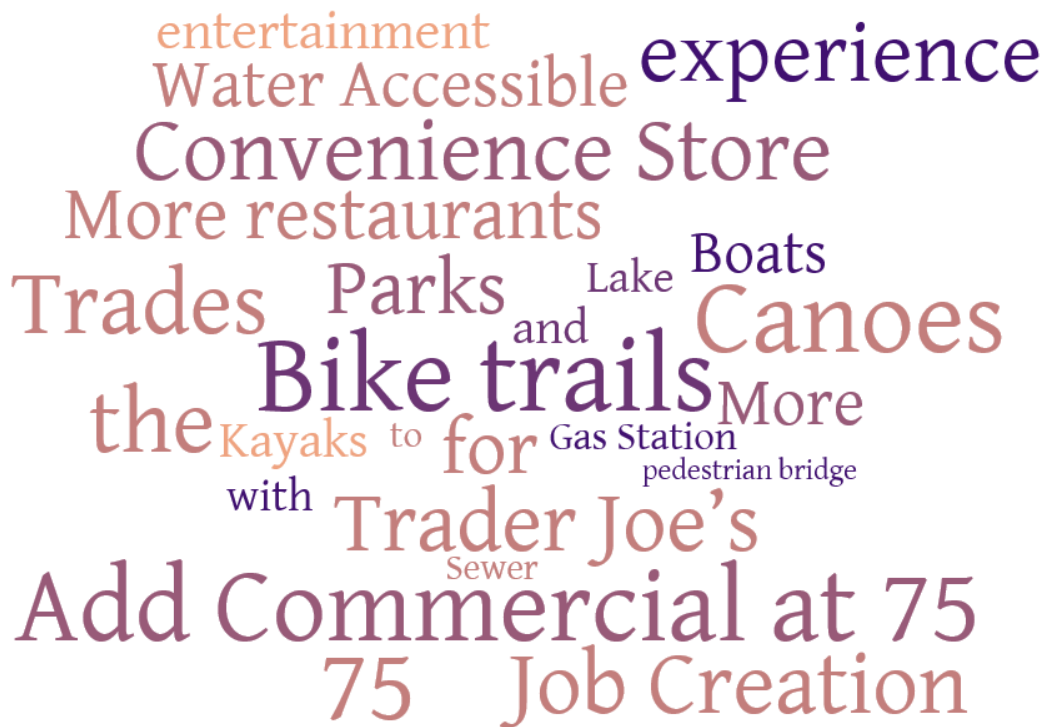 entertainment
experience
Water Accessible
Convenience Store
More restaurants
Boats
Lake
Parks
Trades
Canoes
and
Bike trails
More
the
Kayaks
to
for
Gas Station
pedestrian bridge
with
Trader Joe’s
Sewer
Add Commercial at 75
75
Job Creation